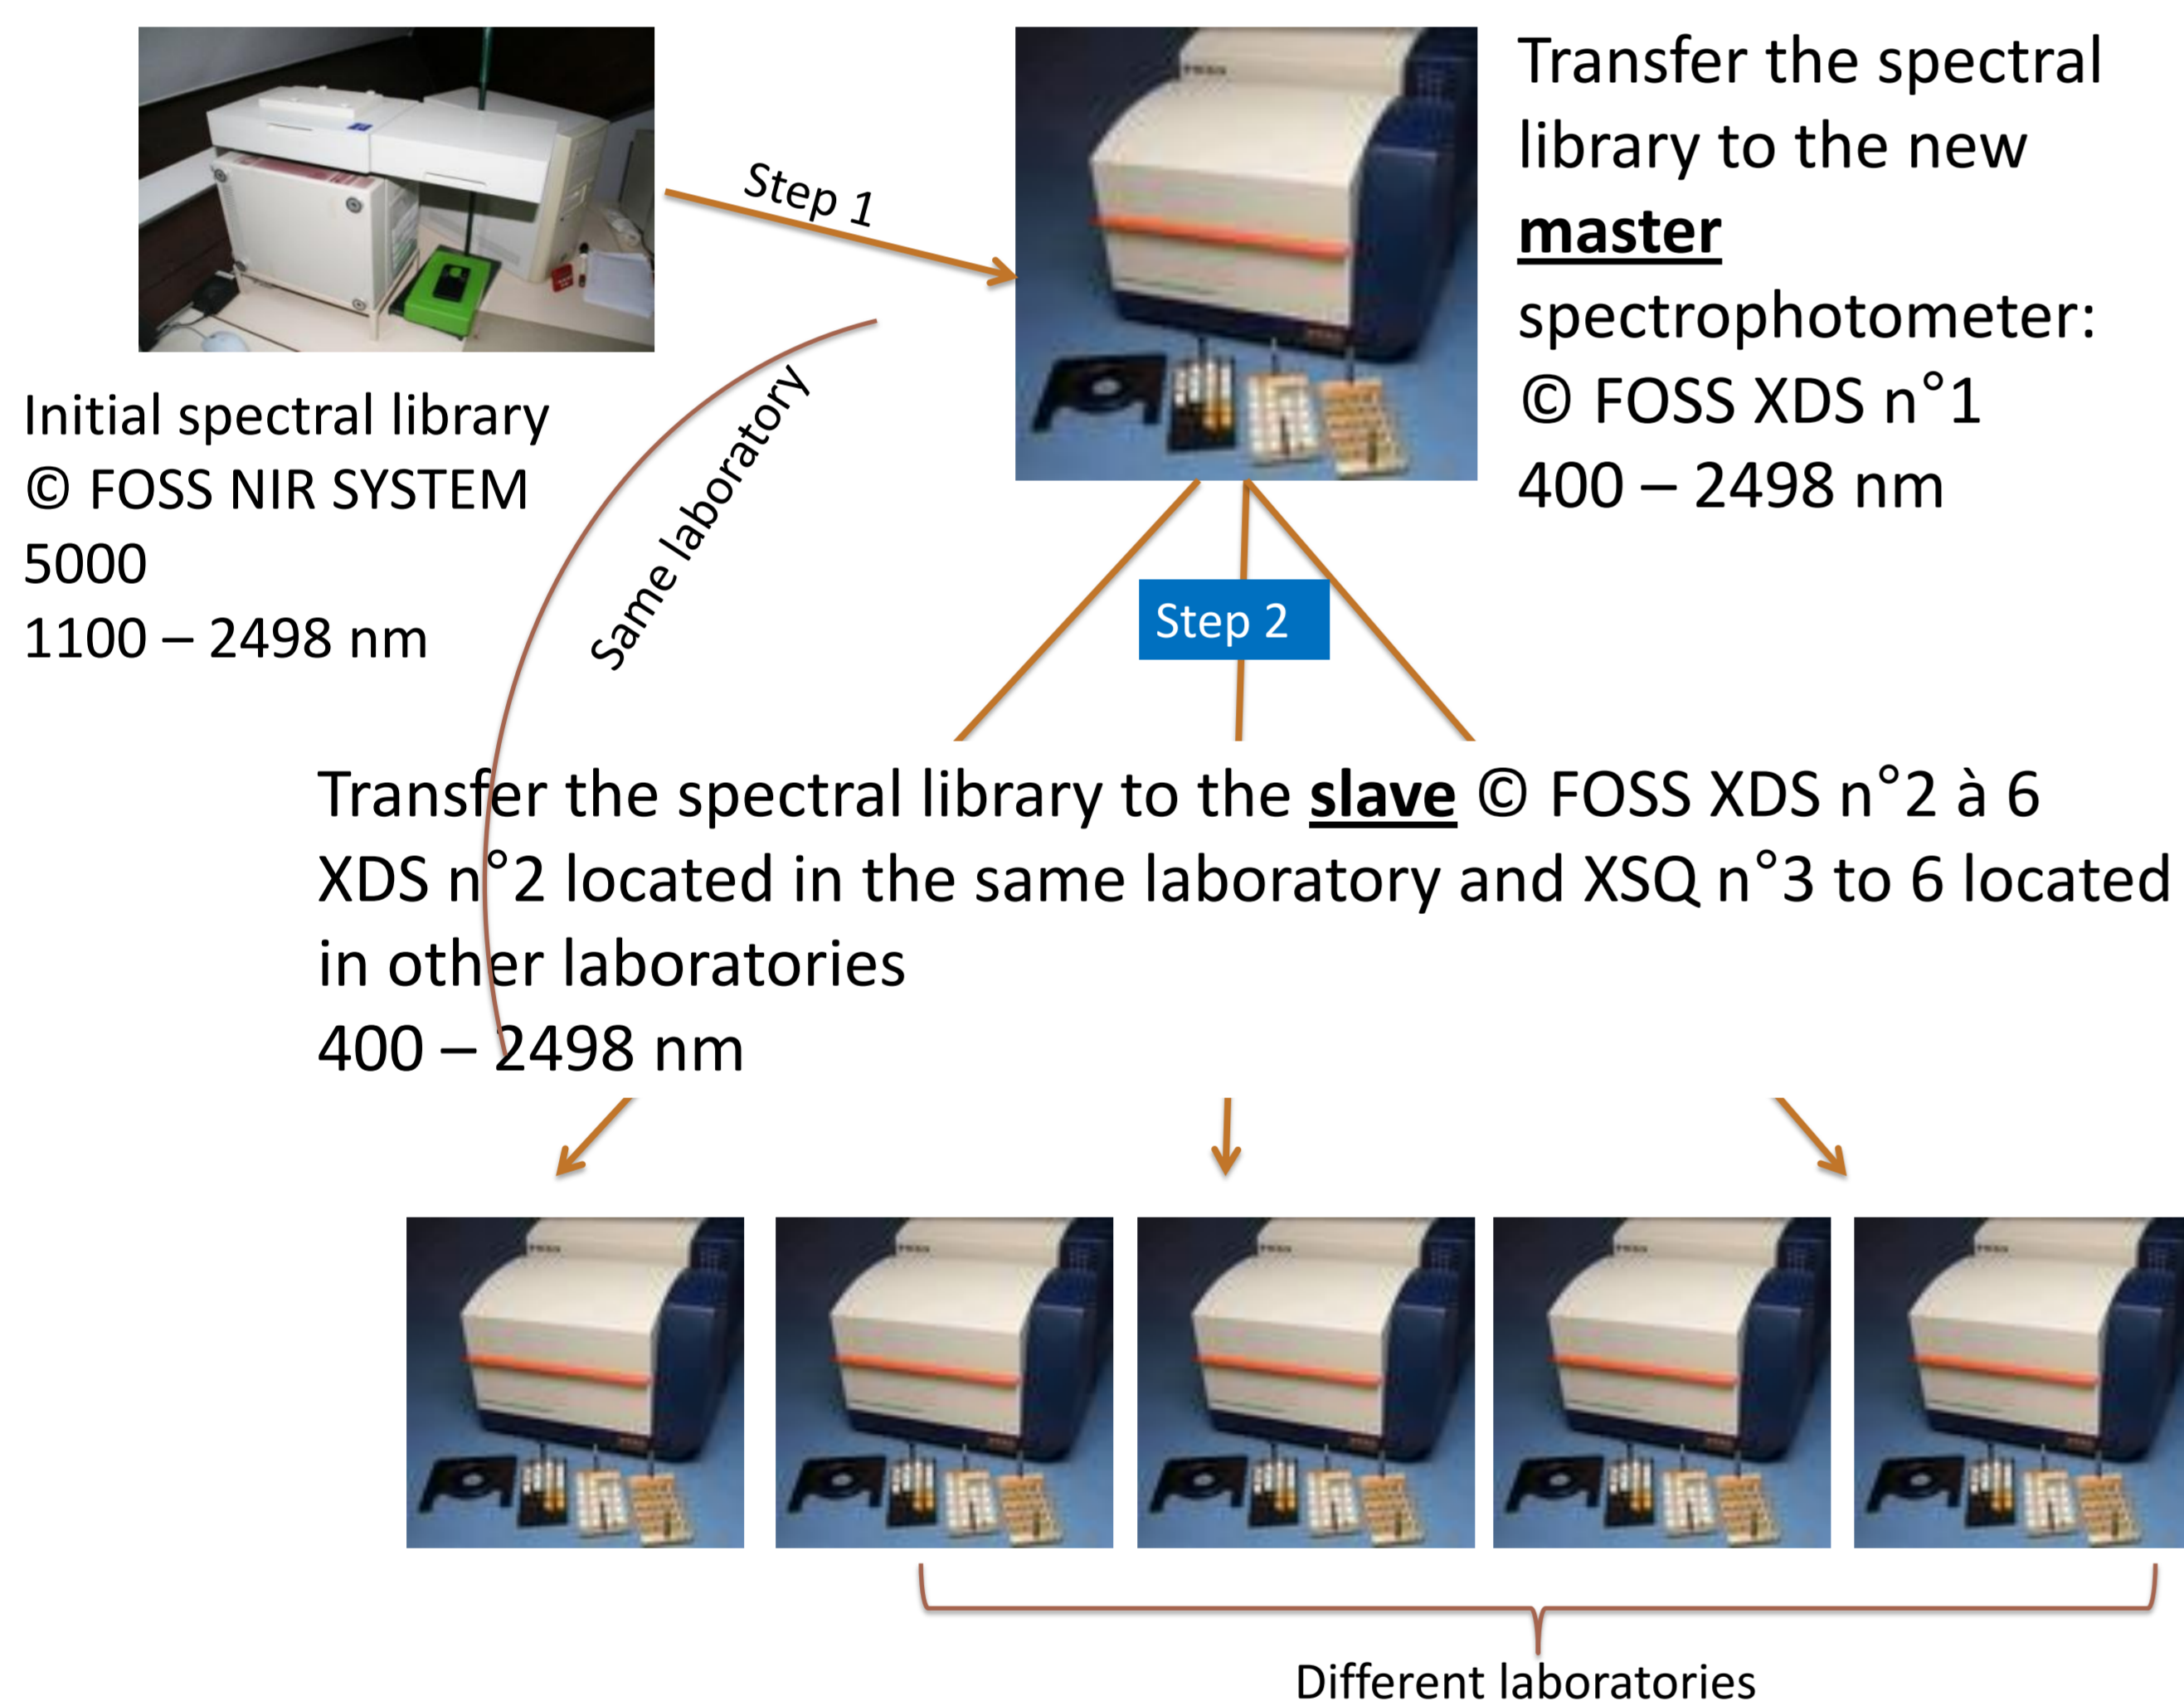 Step 1
Transfer the spectral
library to the new
master
spectrophotometer:
© FOSS XDS n°1
400 – 2498 nm
Initial spectral library
© FOSS NIR SYSTEM
5000
1100 – 2498 nm
Same laboratory
Step 2
Transfer the spectral library to the slave © FOSS XDS n°2 à 6
XDS n°2 located in the same laboratory and XSQ n°3 to 6 located
in other laboratories
400 – 2498 nm
Different laboratories